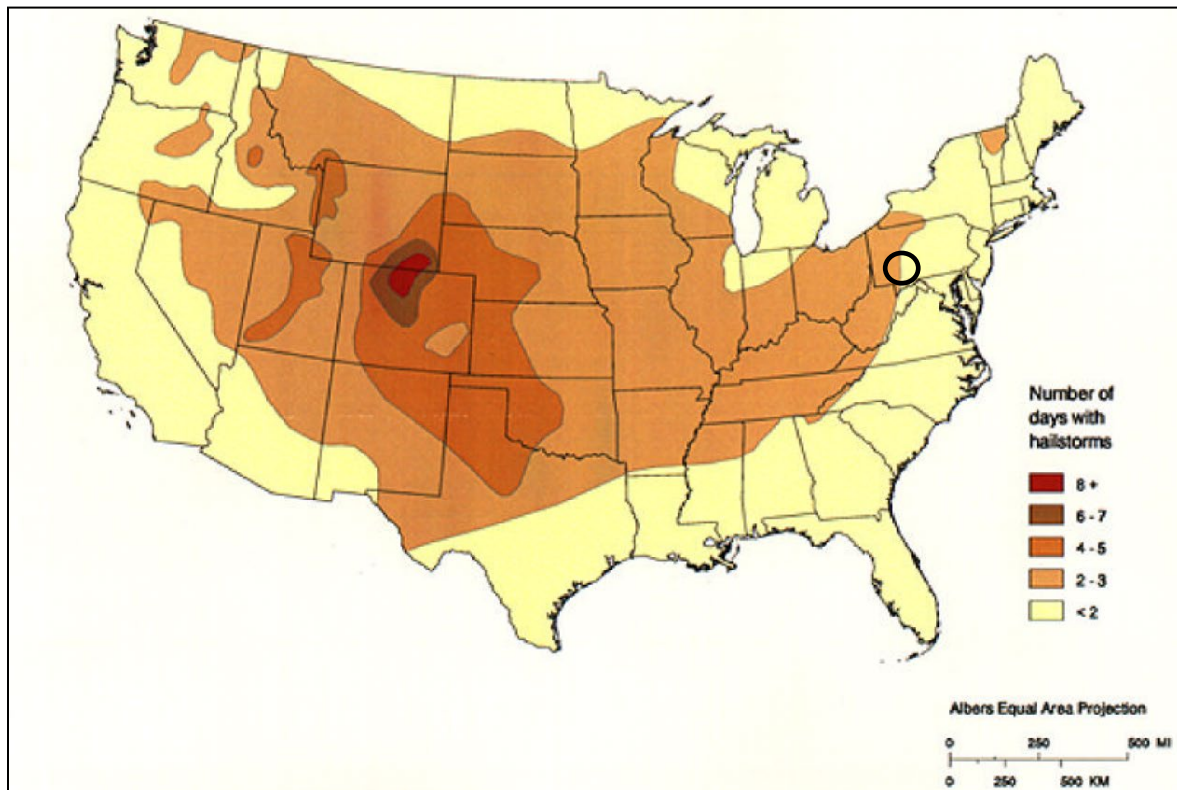 Number of
days with
hailstorms
8 +
6 - 7
4 - 5
2 - 3
< 2
Albers Equal Area Projection
0 250 500 MI
0 250 500 KM